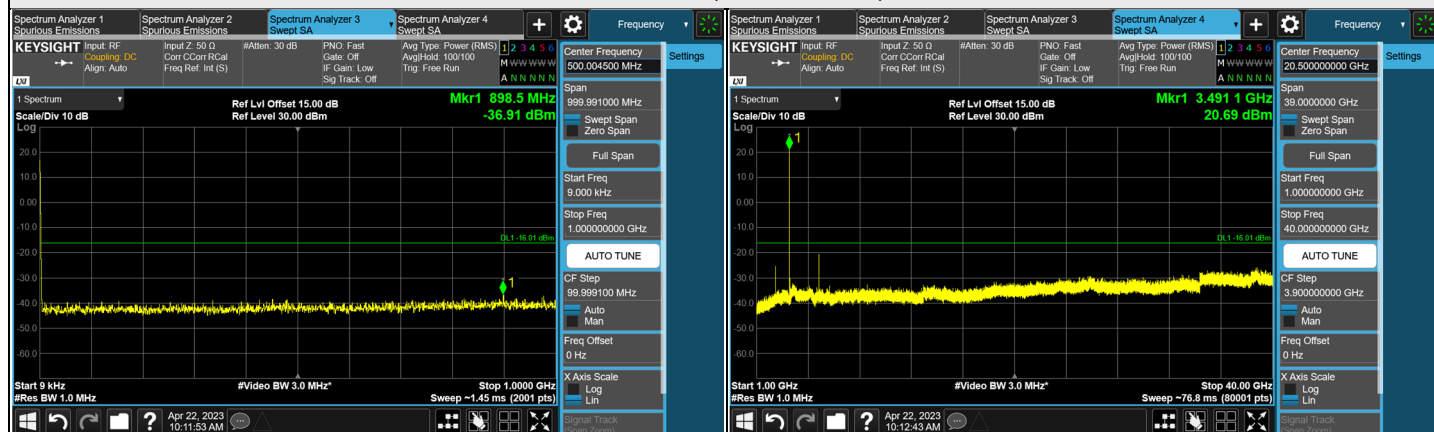 Spectrum Analyzer 1
Spurious Emissions
Spectrum Analyzer 2
Spurious Emissions
Spectrum Analyzer 3
Swept SA
Spectrum Analyzer 4
Swept SA
+
Frequency
KEYSIGHT
LXI
Input: RF
Coupling: DC
Align: Auto
Input Z: 50 Ω
Corr CCorr RCal
Freq Ref: Int (S)
#Atten: 30 dB
PNO: Fast
Gate: Off
IF Gain: Low
Sig Track: Off
Avg Type: Power (RMS)
Avg|Hold: 100/100
Trig: Free Run
1 2 3 4 5 6
M W W W W W
A N N N N N
1 Spectrum
Scale/Div 10 dB
Log
Ref Lvl Offset 15.00 dB
Ref Level 30.00 dBm
Mkr1 898.5 MHz
-36.91 dBm
20.0
10.0
0.00
-10.0
-20.0
-30.0
-40.0
-50.0
-60.0
DL1 -16.01 dBm
1
Start 9 kHz
#Res BW 1.0 MHz
#Video BW 3.0 MHz*
Stop 1.0000 GHz
Sweep ~1.45 ms (2001 pts)
Center Frequency
500.004500 MHz
Span
999.991000 MHz
Swept Span
Zero Span
Full Span
Start Freq
9.000 kHz
Stop Freq
1.000000000 GHz
AUTO TUNE
CF Step
99.999100 MHz
Auto
Man
Freq Offset
0 Hz
X Axis Scale
Log
Lin
Signal Track
(Span Zoom)
Settings
?
Apr 22, 2023
10:11:53 AM
Spectrum Analyzer 1
Spurious Emissions
Spectrum Analyzer 2
Spurious Emissions
Spectrum Analyzer 3
Swept SA
Spectrum Analyzer 4
Swept SA
+
Frequency
KEYSIGHT
LXI
Input: RF
Coupling: DC
Align: Auto
Input Z: 50 Ω
Corr CCorr RCal
Freq Ref: Int (S)
#Atten: 30 dB
PNO: Fast
Gate: Off
IF Gain: Low
Sig Track: Off
Avg Type: Power (RMS)
Avg|Hold: 100/100
Trig: Free Run
1 2 3 4 5 6
M W W W W W
A N N N N N
1 Spectrum
Scale/Div 10 dB
Log
Ref Lvl Offset 15.00 dB
Ref Level 30.00 dBm
Mkr1 3.491 1 GHz
20.69 dBm
20.0
10.0
0.00
-10.0
-20.0
-30.0
-40.0
-50.0
-60.0
DL1 -16.01 dBm
1
Start 1.00 GHz
#Res BW 1.0 MHz
#Video BW 3.0 MHz*
Stop 40.00 GHz
Sweep ~76.8 ms (80001 pts)
Center Frequency
20.500000000 GHz
Span
39.0000000 GHz
Swept Span
Zero Span
Full Span
Start Freq
1.000000000 GHz
Stop Freq
40.000000000 GHz
AUTO TUNE
CF Step
3.900000000 GHz
Auto
Man
Freq Offset
0 Hz
X Axis Scale
Log
Lin
Signal Track
(Span Zoom)
Settings
?
Apr 22, 2023
10:12:43 AM